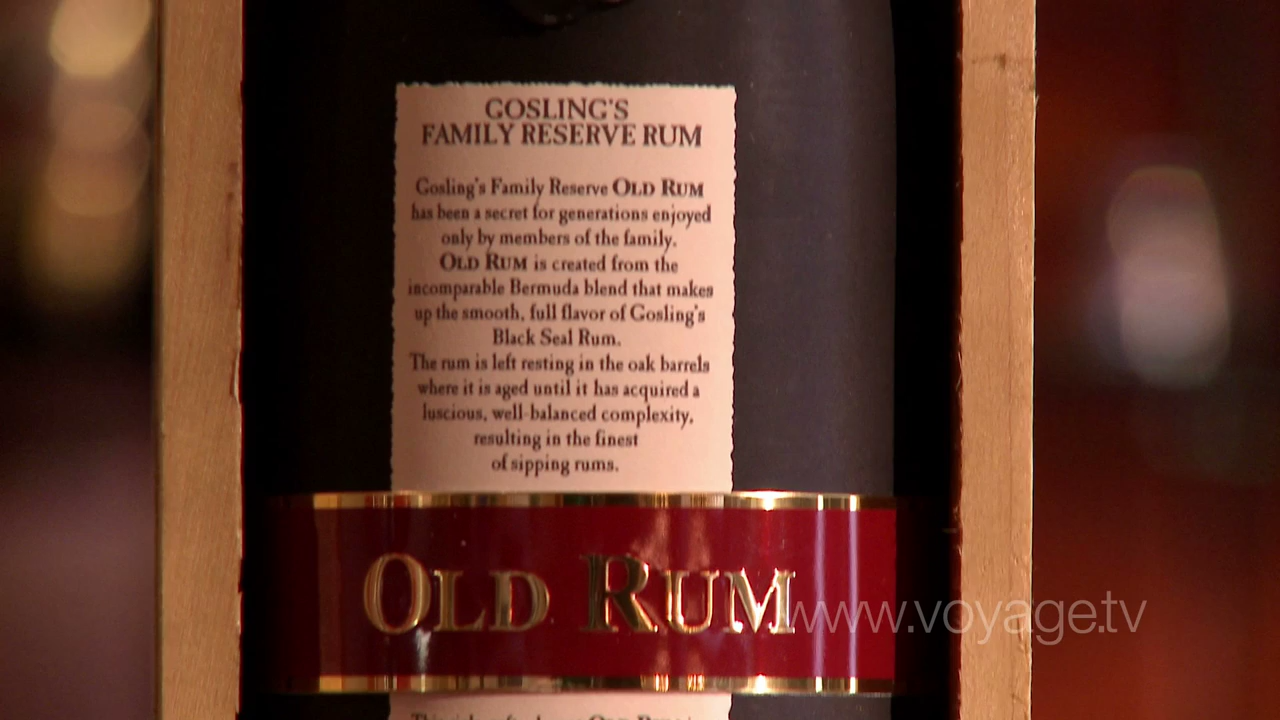 GOSLING'S
FAMILY RESERVE RUM
Gosling's Family Reserve OLD RUM
has been a secret for generations enjoyed
only by members of the family.
OLD RUM is created from the
incomparable Bermuda blend that makes
up the smooth, full flavor of Gosling's
Black Seal Rum.
The rum is left resting in the oak barrels
where it is aged until it has acquired a
luscious, well-balanced complexity,
resulting in the finest
of sipping rums.
OLD RUM
www.voyage.tv